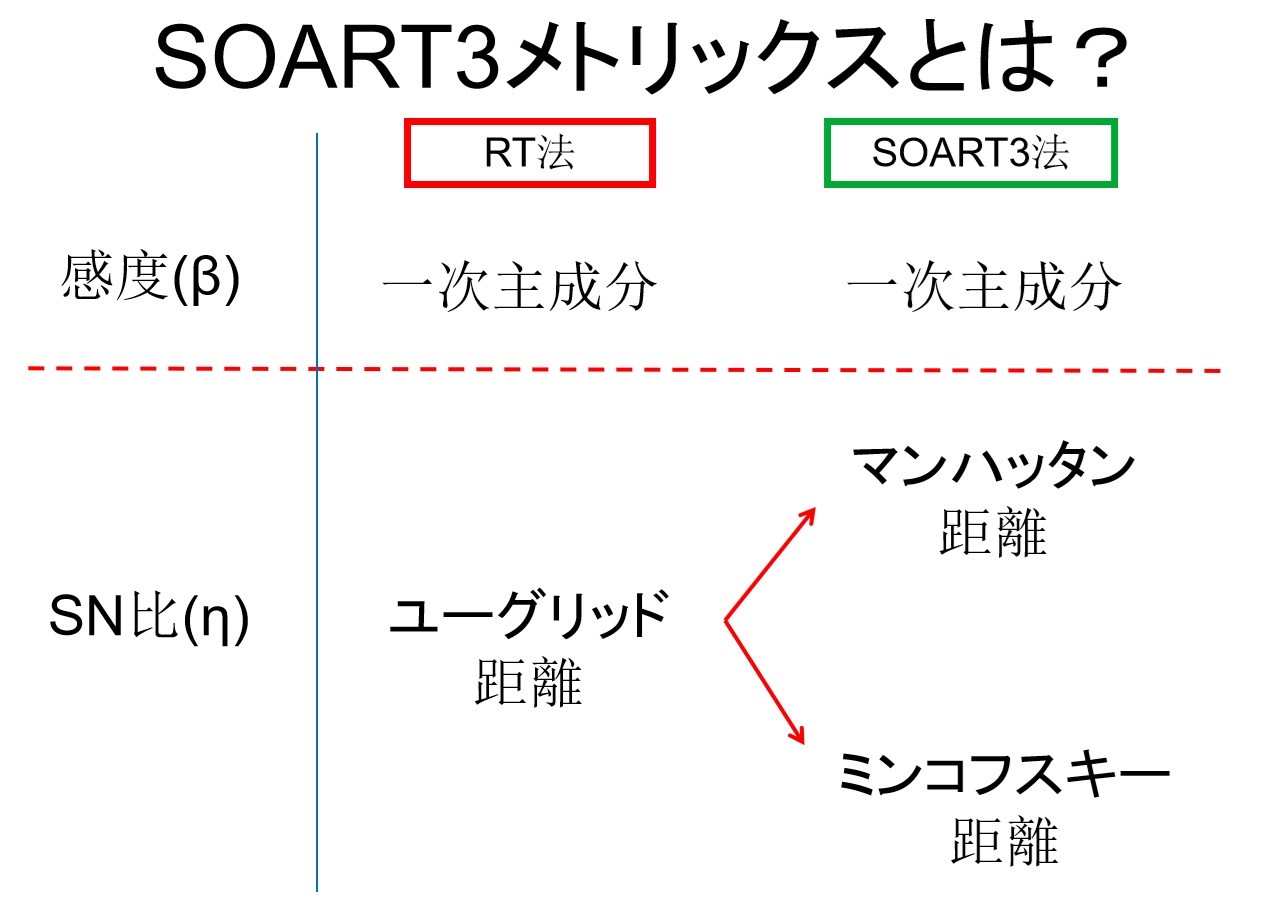 SOART3メトリックスとは？
RT法
SOART3法
感度(β)
一次主成分
一次主成分
マンハッタン
距離
SN比(η)
ユーグリッド
距離
ミンコフスキー
距離